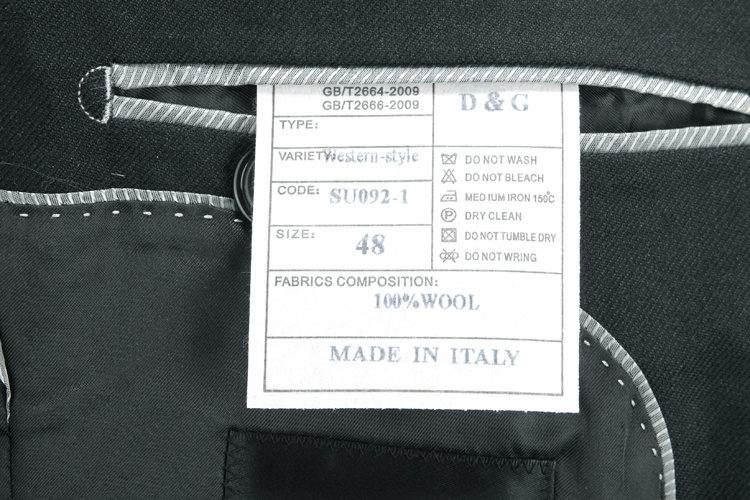 GB/T2664-2009
GB/T2666-2009
D & G
TYPE:
VARIETY: Western-style
CODE: SU092-1
SIZE: 48
DO NOT WASH
DO NOT BLEACH
MEDIUM IRON 150°C
P DRY CLEAN
DO NOT TUMBLE DRY
DO NOT WRING
FABRICS COMPOSITION:
100%WOOL
MADE IN ITALY